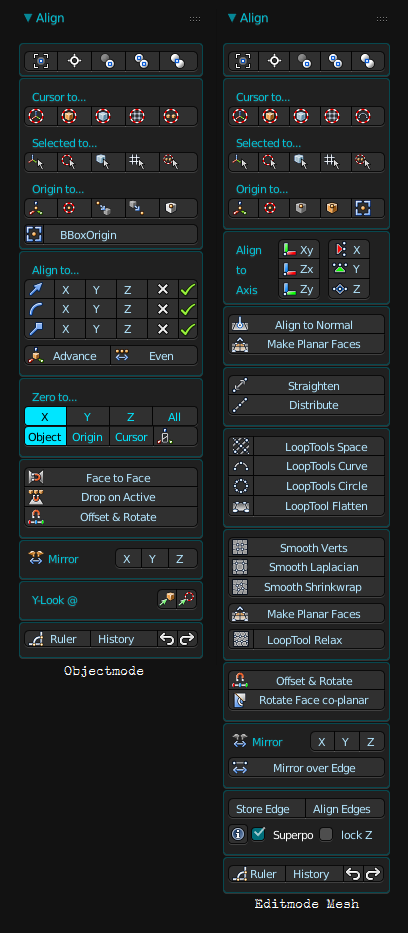 Align
Cursor to...
Selected to...
Origin to...
BBoxOrigin
Align to...
X Y Z
X Y Z
X Y Z
Advance Even
Zero to...
X Y Z All
Object Origin Cursor
Face to Face
Drop on Active
Offset & Rotate
Mirror X Y Z
Y-Look @
Ruler History
Objectmode
Align
Cursor to...
Selected to...
Origin to...
Align Xy X
to Zx Y
Axis Zy Z
Align to Normal
Make Planar Faces
Straighten
Distribute
LoopTools Space
LoopTools Curve
LoopTools Circle
LoopTool Flatten
Smooth Verts
Smooth Laplacian
Smooth Shrinkwrap
Make Planar Faces
LoopTool Relax
Offset & Rotate
Rotate Face co-planar
Mirror X Y Z
Mirror over Edge
Store Edge Align Edges
Superpo lock Z
Ruler History
Editmode Mesh